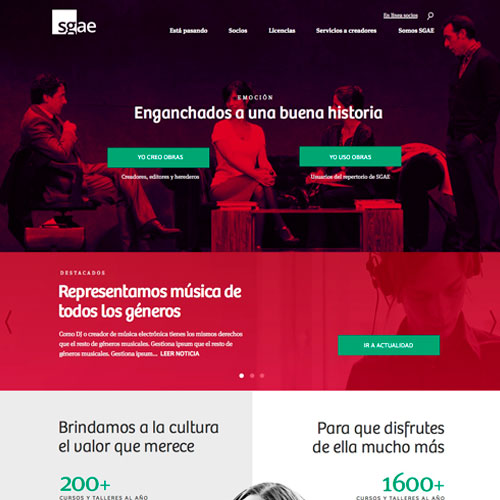 sgae
En línea socios
Está pasando Socios Licencias Servicios a creadores Somos SGAE
EMOCIÓN
Enganchados a una buena historia
YO CREO OBRAS YO USO OBRAS
Creadores, editores y herederos Usuarios del repertorio de SGAE
DESTACADOS
Representamos música de
todos los géneros
Como DJ o creador de música electrónica tienes los mismos derechos
que el resto de géneros musicales. Gestiona ipsum que el resto de
géneros musicales. Gestiona ipsum... LEER NOTICIA
IR A ACTUALIDAD
Brindamos a la cultura
el valor que merece
200+
CURSOS Y TALLERES AL AÑO
Para que disfrutes
de ella mucho más
1600+
CURSOS Y TALLERES AL AÑO